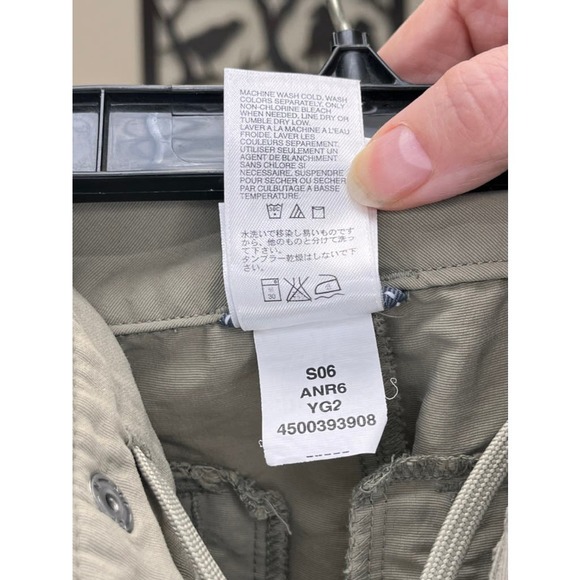 MACHINE WASH COLD. WASH
COLORS SEPARATELY. ONLY
NON-CHLORINE BLEACH
WHEN NEEDED. LINE DRY OR
TUMBLE DRY LOW.
LAVER A LA MACHINE A L'EAU
FROIDE. LAVER LES
COULEURS SEPAREMENT.
UTILISER SEULEMENT UN
AGENT DE BLANCHIMENT
SANS CHLORE SI
NECESSAIRE. SUSPENDRE
POUR SECHER OU SECHER
PAR CULBUTAGE A BASSE
TEMPERATURE.
水洗いで移染し易いものです
から、他のものと分けて洗っ
て下さい。
タンブラー乾燥はしないで下
さい。
30
S06
ANR6
YG2
4500393908